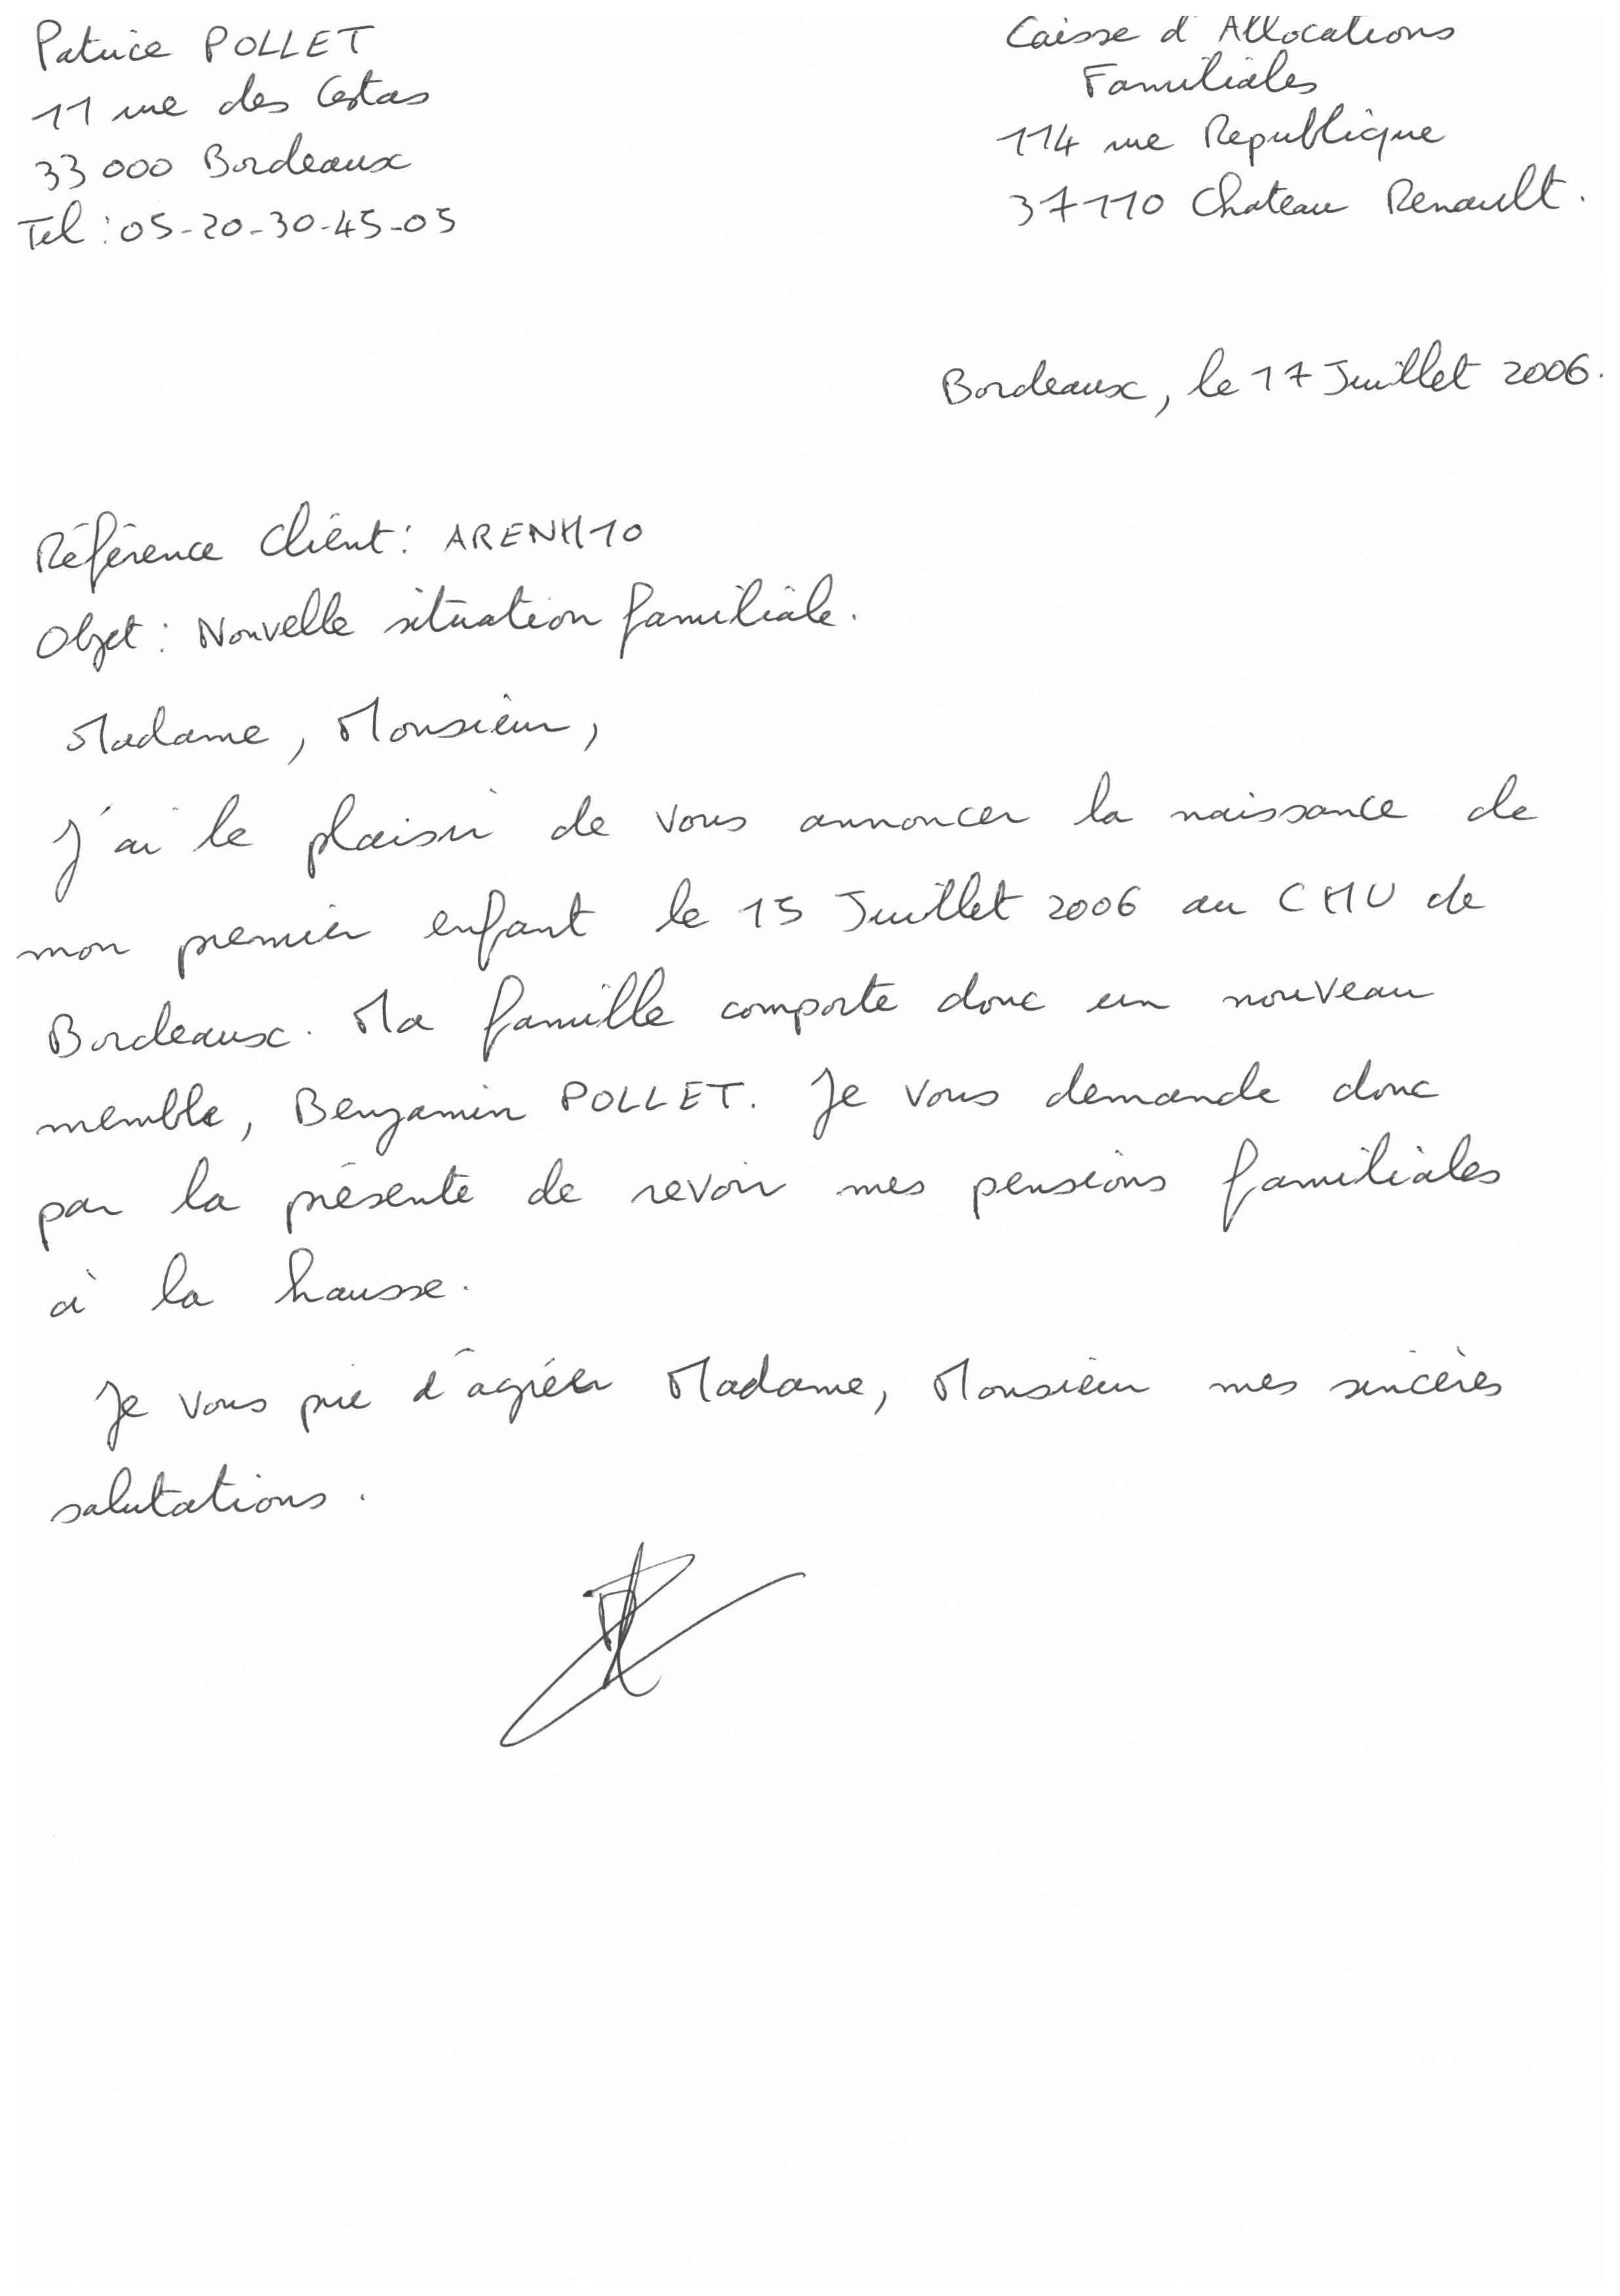 Patrice POLLET
11 rue des Cestas
33 000 Bordeaux
Tel : 05-20-30-45-05
Caisse d'Allocations
Familiales
114 rue Republique
37110 Chateau Renault.
Bordeaux, le 17 Juillet 2006.
Référence Client : ARENH10
Objet : Nouvelle situation familiale.
Madame, Monsieur,
J'ai le plaisir de vous annoncer la naissance de
mon premier enfant le 15 Juillet 2006 au CHU de
Bordeaux. Ma famille comporte donc un nouveau
memble, Benjamin POLLET. Je vous demande donc
par la présente de revoir mes pensions familiales
à la hausse.
Je vous prie d'agréer Madame, Monsieur mes sincères
salutations.